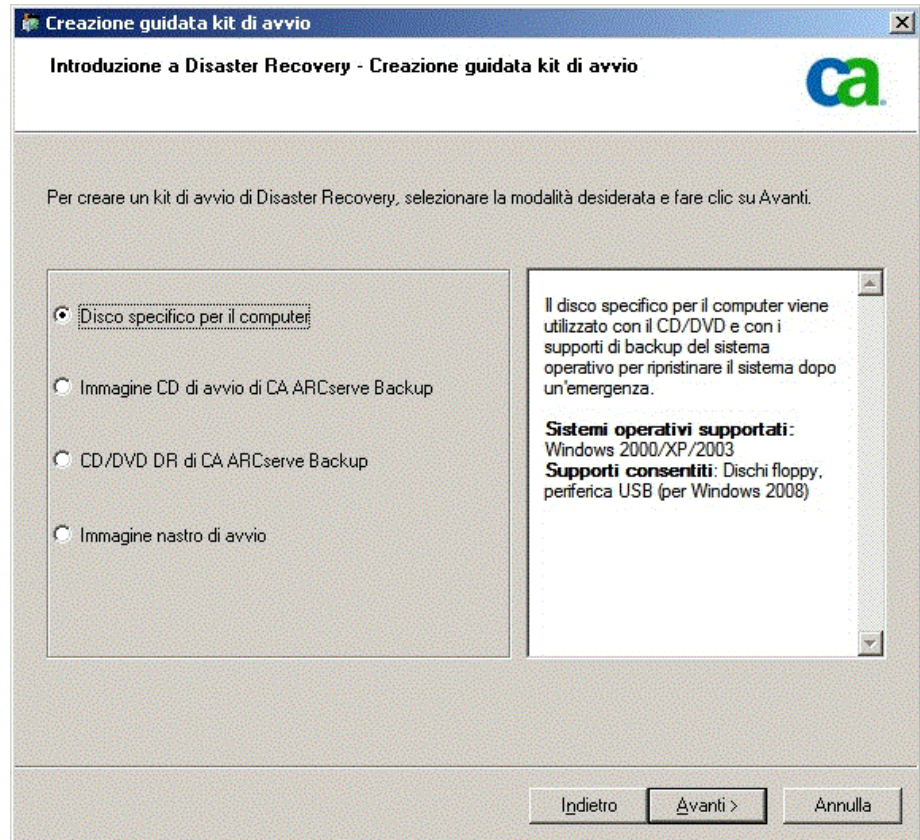 Creazione guidata kit di avvio
Introduzione a Disaster Recovery - Creazione guidata kit di avvio
ca
Per creare un kit di avvio di Disaster Recovery, selezionare la modalità desiderata e fare clic su Avanti.
Disco specifico per il computer
Immagine CD di avvio di CA ARCserve Backup
CD/DVD DR di CA ARCserve Backup
Immagine nastro di avvio
Il disco specifico per il computer viene
utilizzato con il CD/DVD e con i
supporti di backup del sistema
operativo per ripristinare il sistema dopo
un'emergenza.
Sistemi operativi supportati:
Windows 2000/XP/2003
Supporti consentiti: Dischi floppy,
periferica USB (per Windows 2008)
Indietro
Avanti >
Annulla